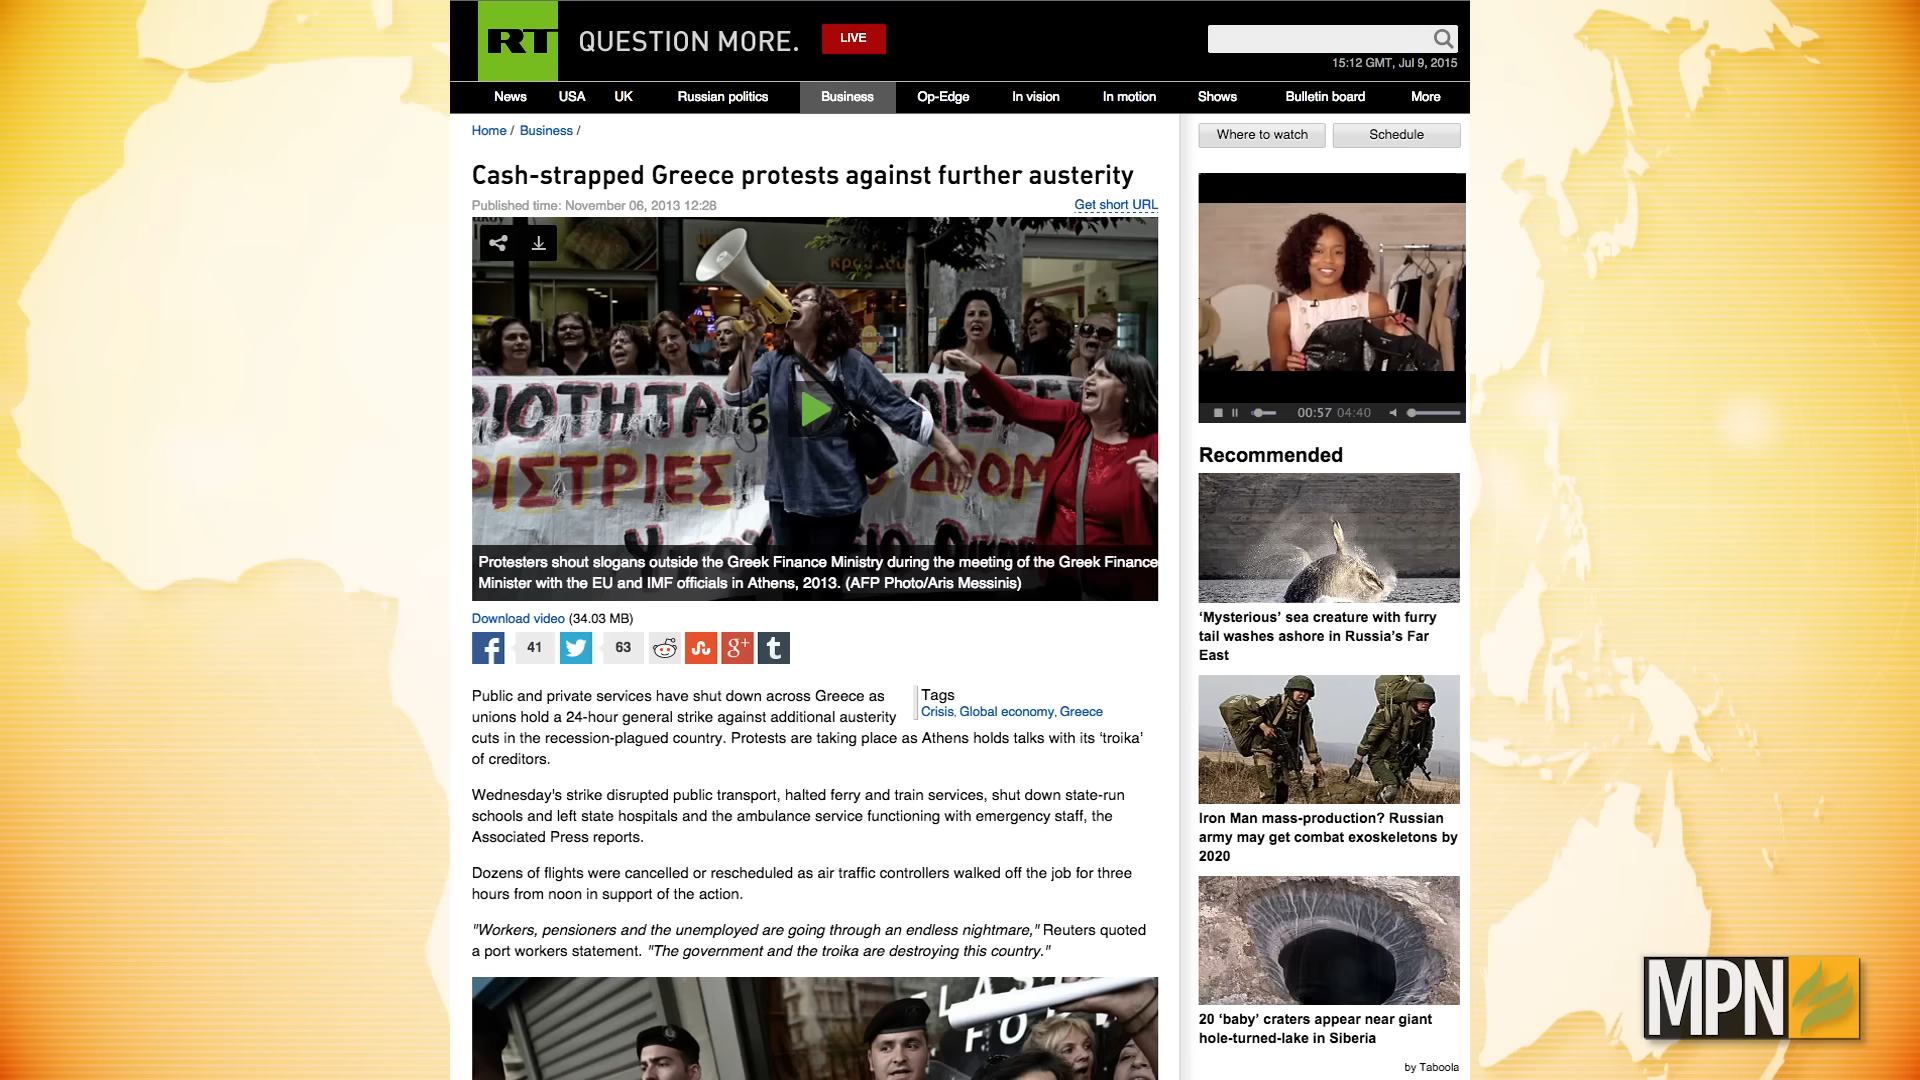 RT QUESTION MORE. LIVE
15:12 GMT, Jul 9, 2015
News USA UK Russian politics Business Op-Edge In vision In motion Shows Bulletin board More
Home / Business /
Cash-strapped Greece protests against further austerity
Published time: November 06, 2013 12:28
Get short URL
ΙΟΤΗΤΑ
ΡΙΣΤΡΙΕΣ
ΔΡΟΜ
Protesters shout slogans outside the Greek Finance Ministry during the meeting of the Greek Finance
Minister with the EU and IMF officials in Athens, 2013. (AFP Photo/Aris Messinis)
Download video (34.03 MB)
f 41 63 g+ t
Tags
Crisis, Global economy, Greece
Public and private services have shut down across Greece as
unions hold a 24-hour general strike against additional austerity
cuts in the recession-plagued country. Protests are taking place as Athens holds talks with its ‘troika’
of creditors.
Wednesday's strike disrupted public transport, halted ferry and train services, shut down state-run
schools and left state hospitals and the ambulance service functioning with emergency staff, the
Associated Press reports.
Dozens of flights were cancelled or rescheduled as air traffic controllers walked off the job for three
hours from noon in support of the action.
"Workers, pensioners and the unemployed are going through an endless nightmare," Reuters quoted
a port workers statement. "The government and the troika are destroying this country."
Where to watch
Schedule
00:57 04:40
Recommended
‘Mysterious’ sea creature with furry
tail washes ashore in Russia’s Far
East
Iron Man mass-production? Russian
army may get combat exoskeletons by
2020
20 ‘baby’ craters appear near giant
hole-turned-lake in Siberia
by Taboola
MPN